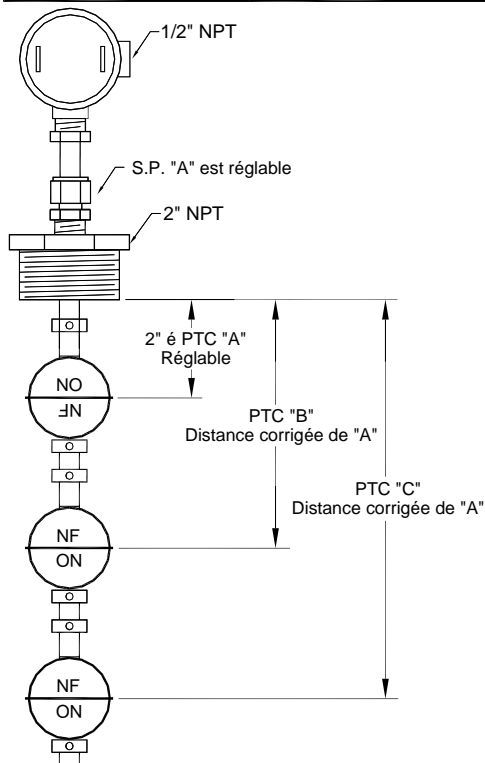 1/2" NPT
S.P. "A" est réglable
2" NPT
2" é PTC "A"
Réglable
NO
NF
PTC "B"
Distance corrigée de "A"
PTC "C"
Distance corrigée de "A"
NF
ON
NF
ON